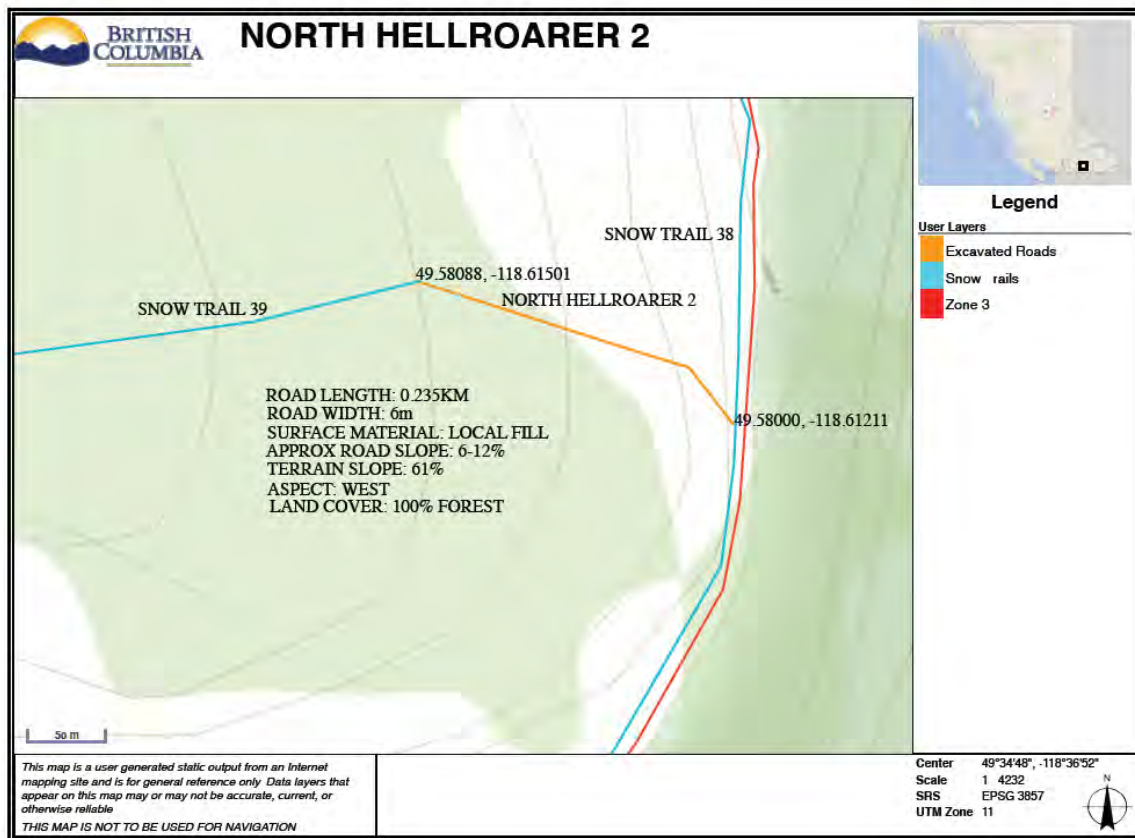 BRITISH
COLUMBIA
NORTH HELLROARER 2
SNOW TRAIL 38
49.58088, -118.61501
NORTH HELLROARER 2
SNOW TRAIL 39
ROAD LENGTH: 0.235KM
ROAD WIDTH: 6m
SURFACE MATERIAL: LOCAL FILL
APPROX ROAD SLOPE: 6-12%
TERRAIN SLOPE: 61%
ASPECT: WEST
LAND COVER: 100% FOREST
49.58000, -118.61211
50 m
Legend
User Layers
Excavated Roads
Snow rails
Zone 3
This map is a user generated static output from an Internet
mapping site and is for general reference only Data layers that
appear on this map may or may not be accurate, current, or
otherwise reliable
THIS MAP IS NOT TO BE USED FOR NAVIGATION
Center 49°34'48", -118°36'52"
Scale 1 4232
SRS EPSG 3857
UTM Zone 11
N